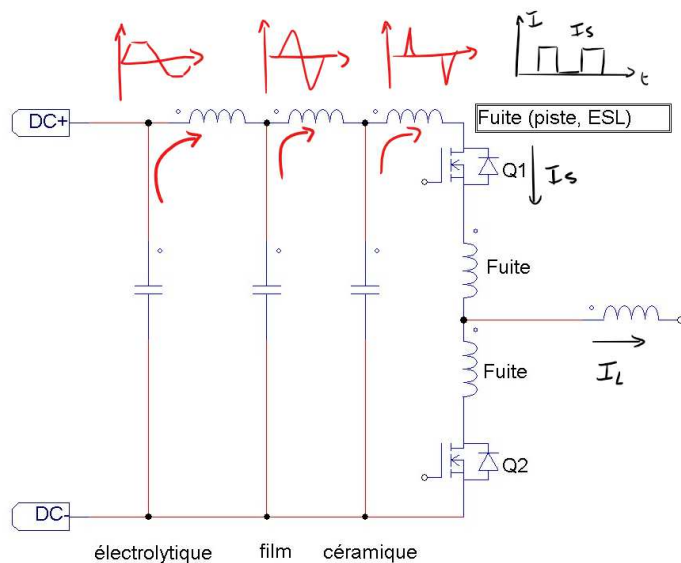 I
Is
t
DC+
Fuite (piste, ESL)
Q1
Is
Fuite
Fuite
IL
Q2
DC-
électrolytique film céramique